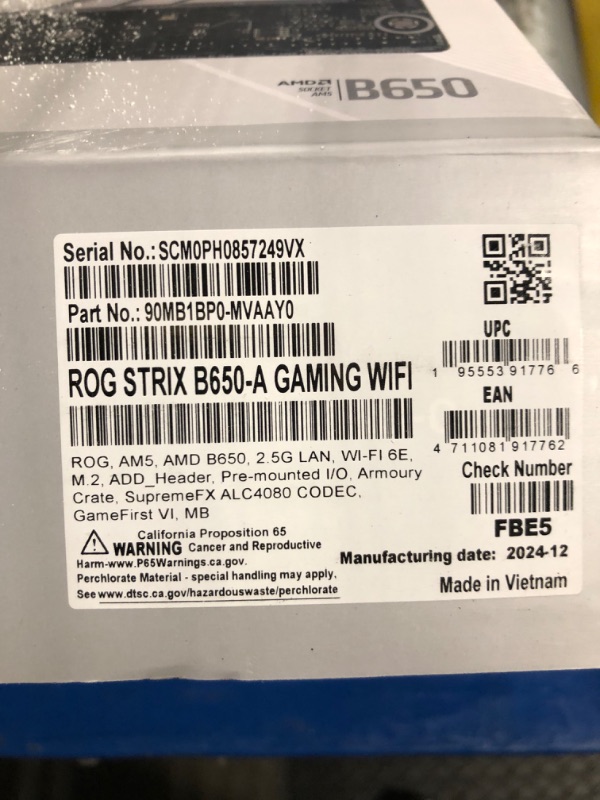 AMD SOCKET AM5 B650
Serial No.: SCM0PH0857249VX
Part No.: 90MB1BP0-MVAAY0
UPC
1 95553 91776 6
ROG STRIX B650-A GAMING WIFI
EAN
4 711081 917762
ROG, AM5, AMD B650, 2.5G LAN, WI-FI 6E,
M.2, ADD_Header, Pre-mounted I/O, Armoury
Crate, SupremeFX ALC4080 CODEC,
GameFirst VI, MB
Check Number
FBE5
California Proposition 65
WARNING Cancer and Reproductive
Harm-www.P65Warnings.ca.gov.
Perchlorate Material - special handling may apply,
See www.dtsc.ca.gov/hazardouswaste/perchlorate
Manufacturing date: 2024-12
Made in Vietnam